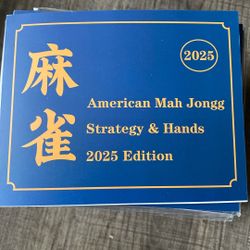 麻雀
2025
American Mah Jongg
Strategy & Hands
2025 Edition